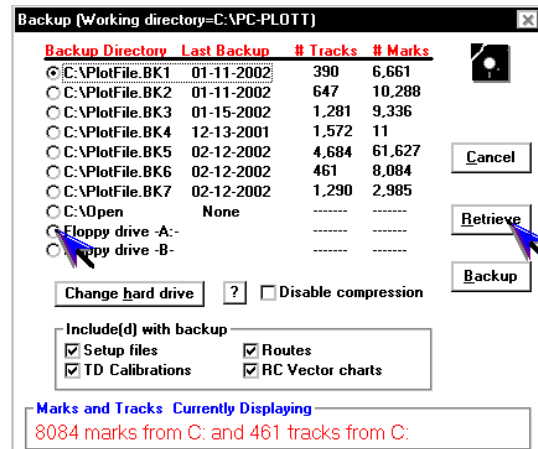 Backup (Working directory=C:\PC-PLOTT)
Backup Directory Last Backup # Tracks # Marks
C:\PlotFile.BK1 01-11-2002 390 6,661
C:\PlotFile.BK2 01-11-2002 647 10,288
C:\PlotFile.BK3 01-15-2002 1,281 9,336
C:\PlotFile.BK4 12-13-2001 1,572 11
C:\PlotFile.BK5 02-12-2002 4,684 61,627
C:\PlotFile.BK6 02-12-2002 461 8,084
C:\PlotFile.BK7 02-12-2002 1,290 2,985
C:\Open None ------- -------
Floppy drive -A:- ------- -------
Floppy drive -B- ------- -------
Cancel
Retrieve
Backup
Change hard drive ? Disable compression
Include(d) with backup
Setup files Routes
TD Calibrations RC Vector charts
Marks and Tracks Currently Displaying
8084 marks from C: and 461 tracks from C: